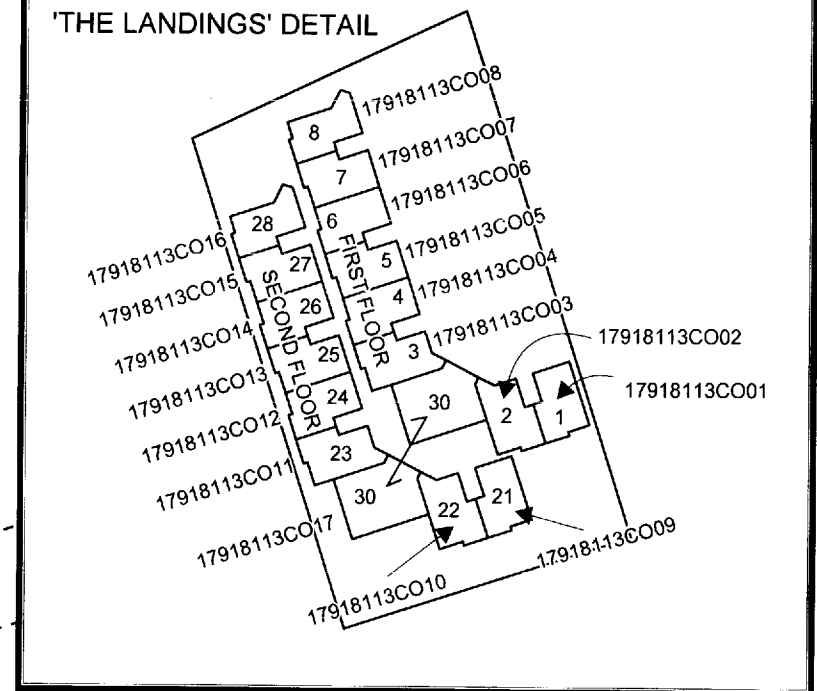 'THE LANDINGS' DETAIL
17918113CO08
8
17918113CO07
7
17918113CO06
6
28
17918113CO16
17918113CO05
5
27
17918113CO15
17918113CO04
4
26
17918113CO14
17918113CO03
3
25
17918113CO13
FIRST FLOOR
SECOND FLOOR
17918113CO02
2
17918113CO01
1
24
17918113CO12
30
23
17918113CO11
30
17918113CO17
22
21
17918113CO09
17918113CO10